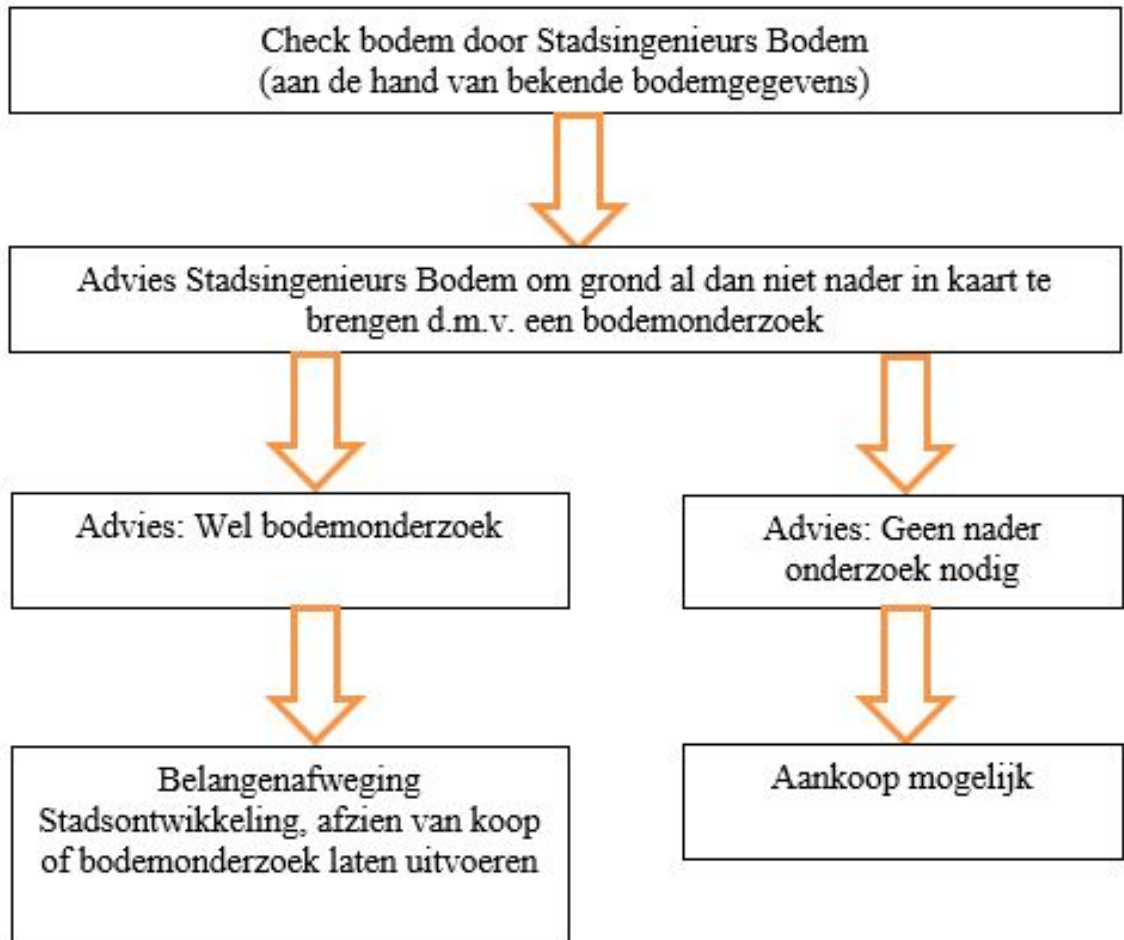 Check bodem door Stadsingenieurs Bodem
(aan de hand van bekende bodemgegevens)
Advies Stadsingenieurs Bodem om grond al dan niet nader in kaart te
brengen d.m.v. een bodemonderzoek
Advies: Wel bodemonderzoek
Advies: Geen nader
onderzoek nodig
Belangenafweging
Stadsontwikkeling, afzien van koop
of bodemonderzoek laten uitvoeren
Aankoop mogelijk